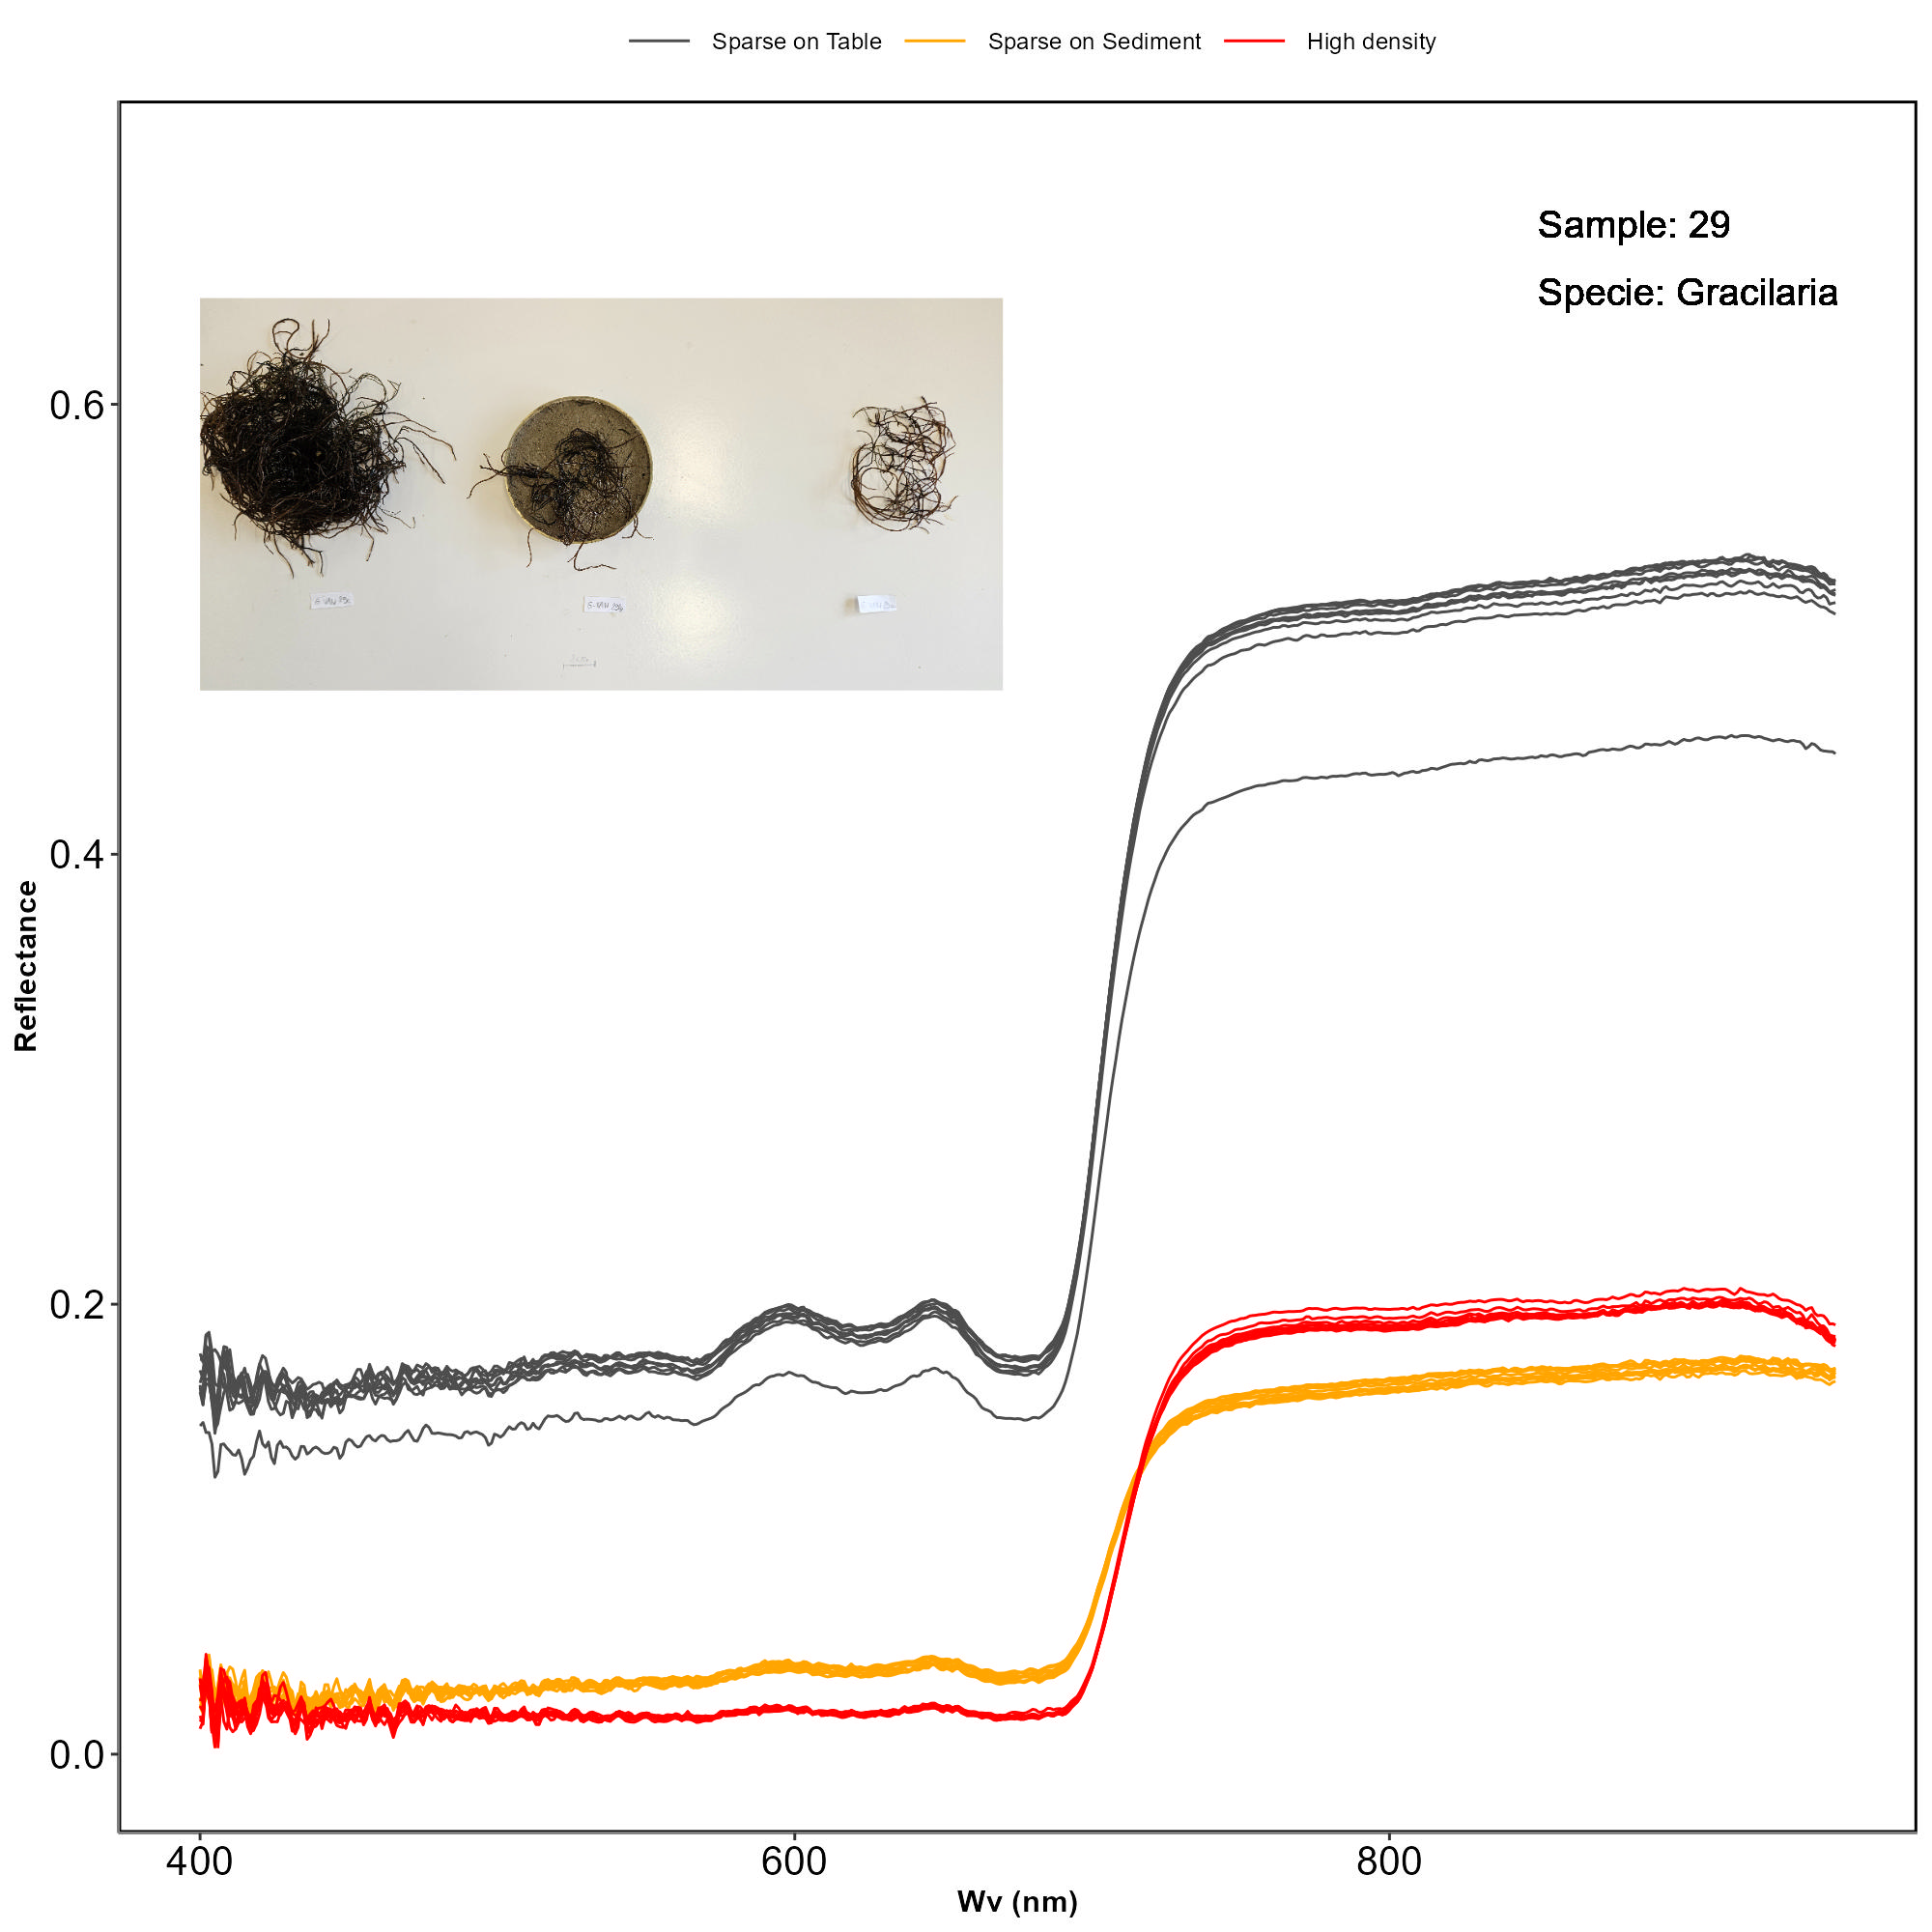 Sparse on Table Sparse on Sediment High density
Sample: 29
Specie: Gracilaria
0.6
0.4
0.2
0.0
Reflectance
400 600 800
Wv (nm)